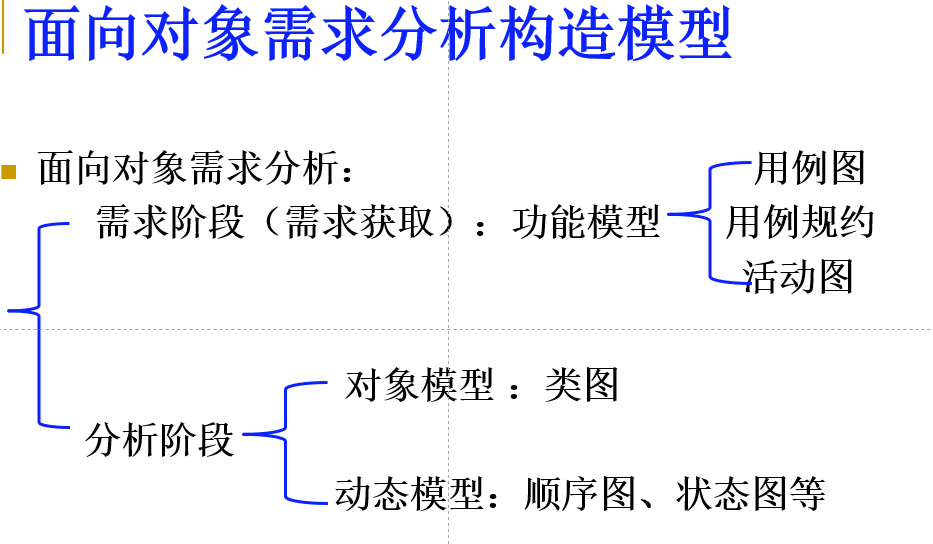 面向对象需求分析构造模型
面向对象需求分析：
需求阶段（需求获取）：功能模型
用例图
用例规约
活动图
分析阶段
对象模型 ：类图
动态模型：顺序图、状态图等